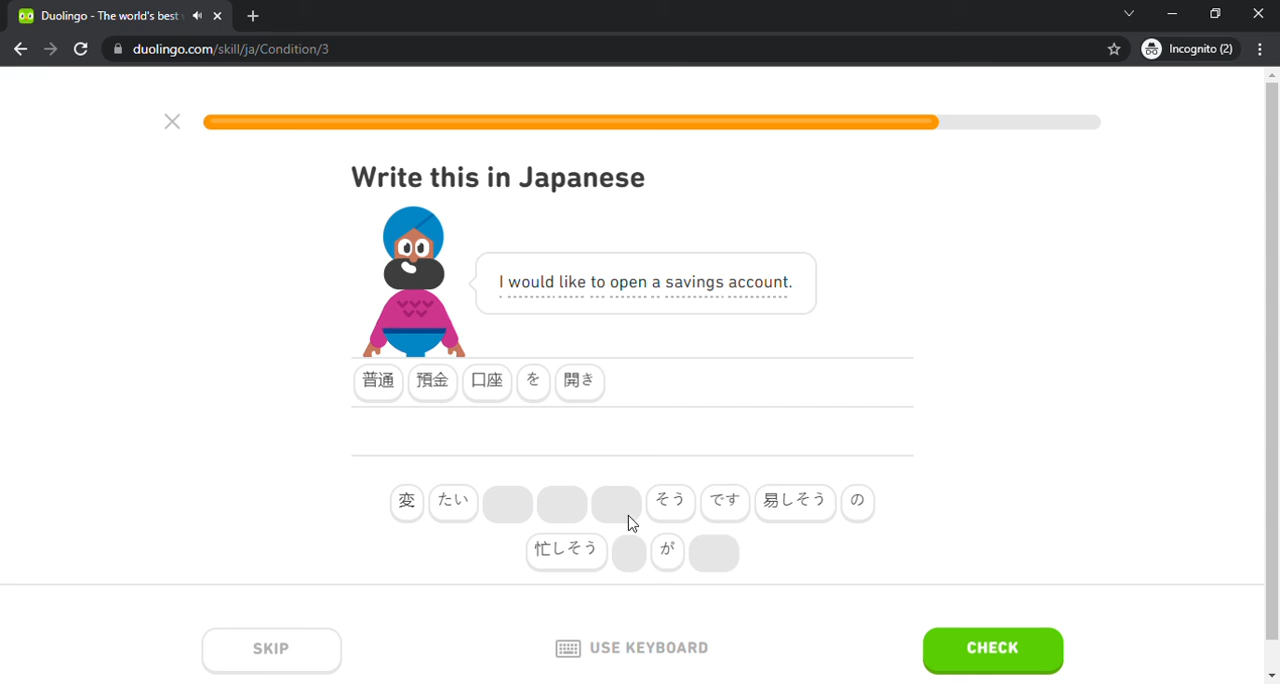 Duolingo - The world's best
duolingo.com/skill/ja/Condition/3
Incognito (2)
Write this in Japanese
I would like to open a savings account.
普通 預金 口座 を 開き
変 たい そう です 易しそう の
忙しそう が
SKIP
USE KEYBOARD
CHECK